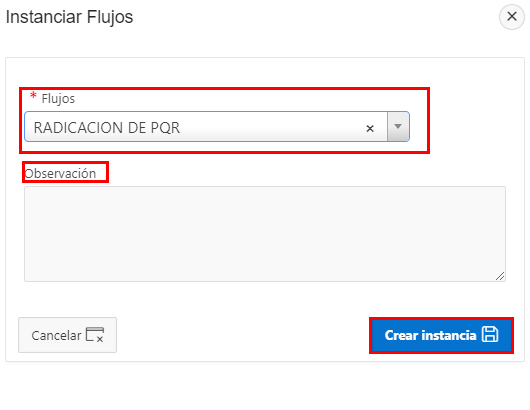 Instanciar Flujos
* Flujos
RADICACION DE PQR
Observación
Cancelar
Crear instancia